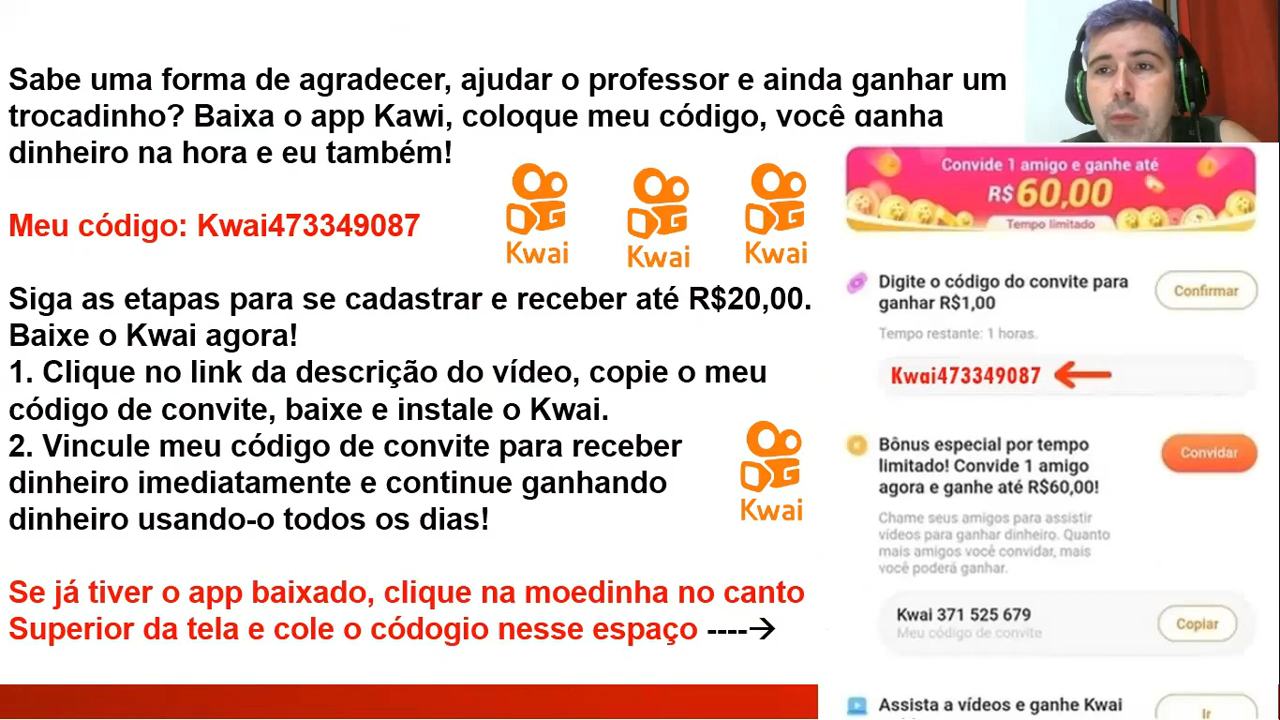 Sabe uma forma de agradecer, ajudar o professor e ainda ganhar um
trocadinho? Baixa o app Kawi, coloque meu código, você ganha
dinheiro na hora e eu também!
Kwai
Kwai
Kwai
Meu código: Kwai473349087
Siga as etapas para se cadastrar e receber até R$20,00.
Baixe o Kwai agora!
1. Clique no link da descrição do vídeo, copie o meu
código de convite, baixe e instale o Kwai.
2. Vincule meu código de convite para receber
dinheiro imediatamente e continue ganhando
dinheiro usando-o todos os dias!
Kwai
Se já tiver o app baixado, clique na moedinha no canto
Superior da tela e cole o códogio nesse espaço ---->
Convide 1 amigo e ganhe até
R$60,00
Tempo limitado
Digite o código do convite para
ganhar R$1,00
Confirmar
Tempo restante: 1 horas.
Kwai473349087
Bônus especial por tempo
limitado! Convide 1 amigo
agora e ganhe até R$60,00!
Convidar
Chame seus amigos para assistir
vídeos para ganhar dinheiro. Quanto
mais amigos você convidar, mais
você poderá ganhar.
Kwai 371 525 679
Meu código de convite
Copiar
Assista a vídeos e ganhe Kwai
Ir